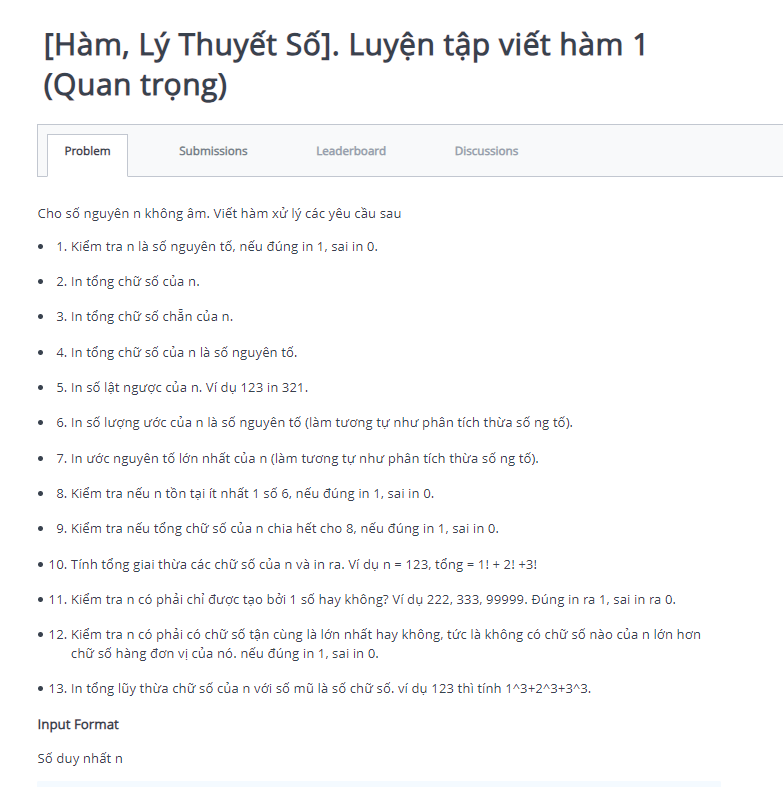 [Hàm, Lý Thuyết Số]. Luyện tập viết hàm 1
(Quan trọng)
Problem
Submissions
Leaderboard
Discussions
Cho số nguyên n không âm. Viết hàm xử lý các yêu cầu sau
• 1. Kiểm tra n là số nguyên tố, nếu đúng in 1, sai in 0.
• 2. In tổng chữ số của n.
• 3. In tổng chữ số chẵn của n.
• 4. In tổng chữ số của n là số nguyên tố.
• 5. In số lật ngược của n. Ví dụ 123 in 321.
• 6. In số lượng ước của n là số nguyên tố (làm tương tự như phân tích thừa số ng tố).
• 7. In ước nguyên tố lớn nhất của n (làm tương tự như phân tích thừa số ng tố).
• 8. Kiểm tra nếu n tồn tại ít nhất 1 số 6, nếu đúng in 1, sai in 0.
• 9. Kiểm tra nếu tổng chữ số của n chia hết cho 8, nếu đúng in 1, sai in 0.
• 10. Tính tổng giai thừa các chữ số của n và in ra. Ví dụ n = 123, tổng = 1! + 2! +3!
• 11. Kiểm tra n có phải chỉ được tạo bởi 1 số hay không? Ví dụ 222, 333, 99999. Đúng in ra 1, sai in ra 0.
• 12. Kiểm tra n có phải có chữ số tận cùng là lớn nhất hay không, tức là không có chữ số nào của n lớn hơn
chữ số hàng đơn vị của nó. nếu đúng in 1, sai in 0.
• 13. In tổng lũy thừa chữ số của n với số mũ là số chữ số. ví dụ 123 thì tính 1^3+2^3+3^3.
Input Format
Số duy nhất n